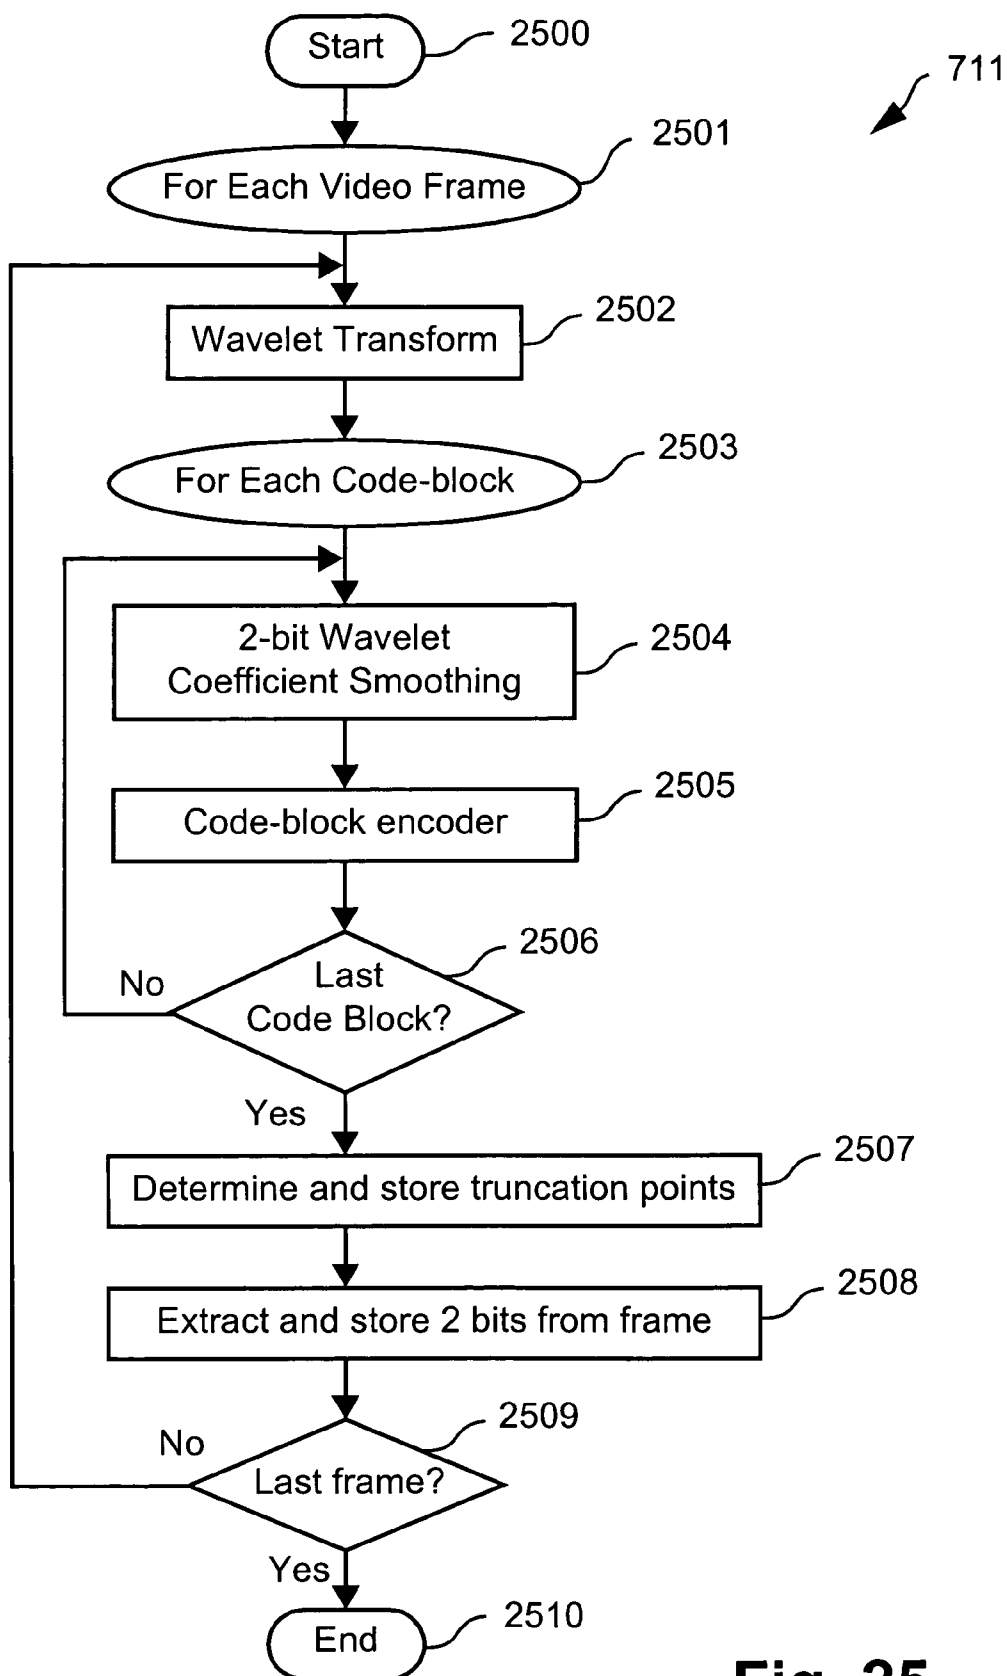 Start
2500
711
2501
For Each Video Frame
2502
Wavelet Transform
2503
For Each Code-block
2-bit Wavelet
Coefficient Smoothing
2504
2505
Code-block encoder
2506
No
Last
Code Block?
Yes
2507
Determine and store truncation points
2508
Extract and store 2 bits from frame
2509
No
Last frame?
Yes
2510
End
Fig. 25